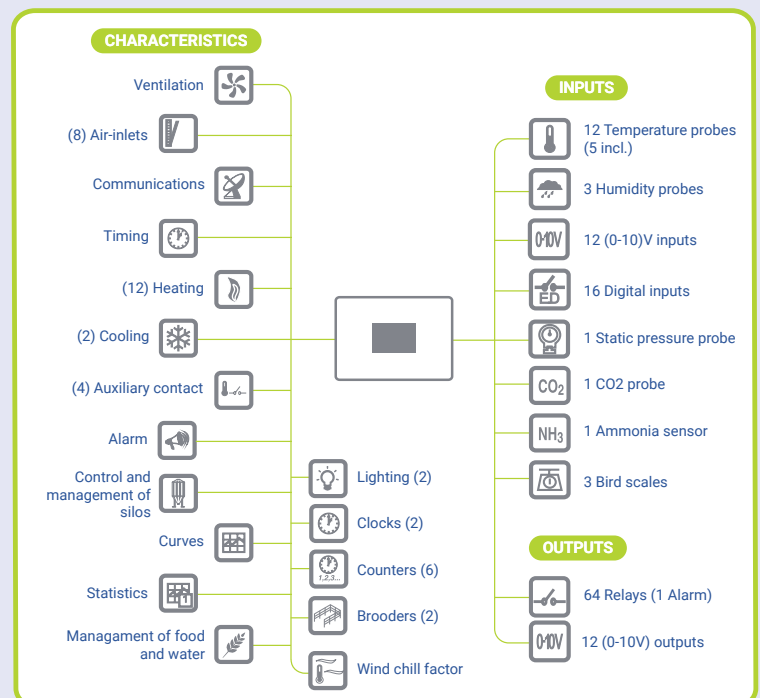 CHARACTERISTICS
Ventilation
(8) Air-inlets
Communications
Timing
(12) Heating
(2) Cooling
(4) Auxiliary contact
Alarm
Control and
management of
silos
Curves
Statistics
1
Managament of food
and water
Lighting (2)
Clocks (2)
1,2,3...
Counters (6)
Brooders (2)
Wind chill factor
INPUTS
12 Temperature probes
(5 incl.)
3 Humidity probes
0-10V
12 (0-10)V inputs
ED
16 Digital inputs
1 Static pressure probe
CO₂
1 CO2 probe
NH₃
1 Ammonia sensor
3 Bird scales
OUTPUTS
64 Relays (1 Alarm)
0-10V
12 (0-10V) outputs